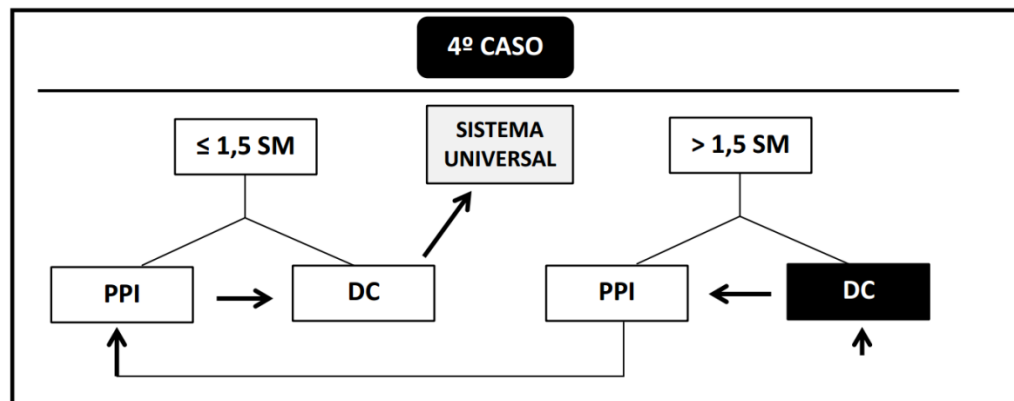 4º CASO
≤ 1,5 SM
SISTEMA
UNIVERSAL
> 1,5 SM
PPI
DC
PPI
DC